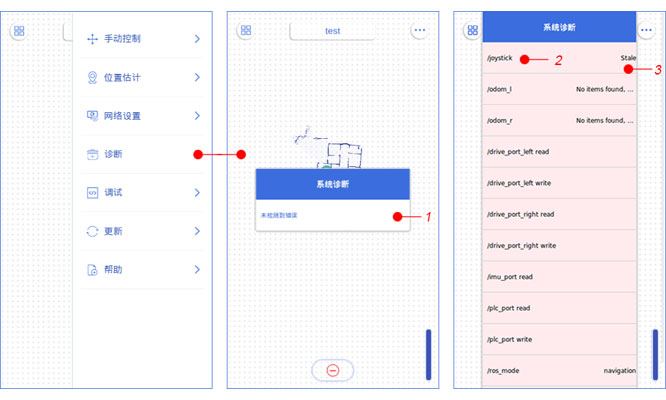 手动控制
位置估计
网络设置
诊断
调试
更新
帮助
test
系统诊断
未检测到错误
1
系统诊断
/joystick 2 Stale
3
/odom_l No items found, ...
/odom_r No items found, ...
/drive_port_left read
/drive_port_left write
/drive_port_right read
/drive_port_right write
/imu_port read
/plc_port read
/plc_port write
/ros_mode navigation